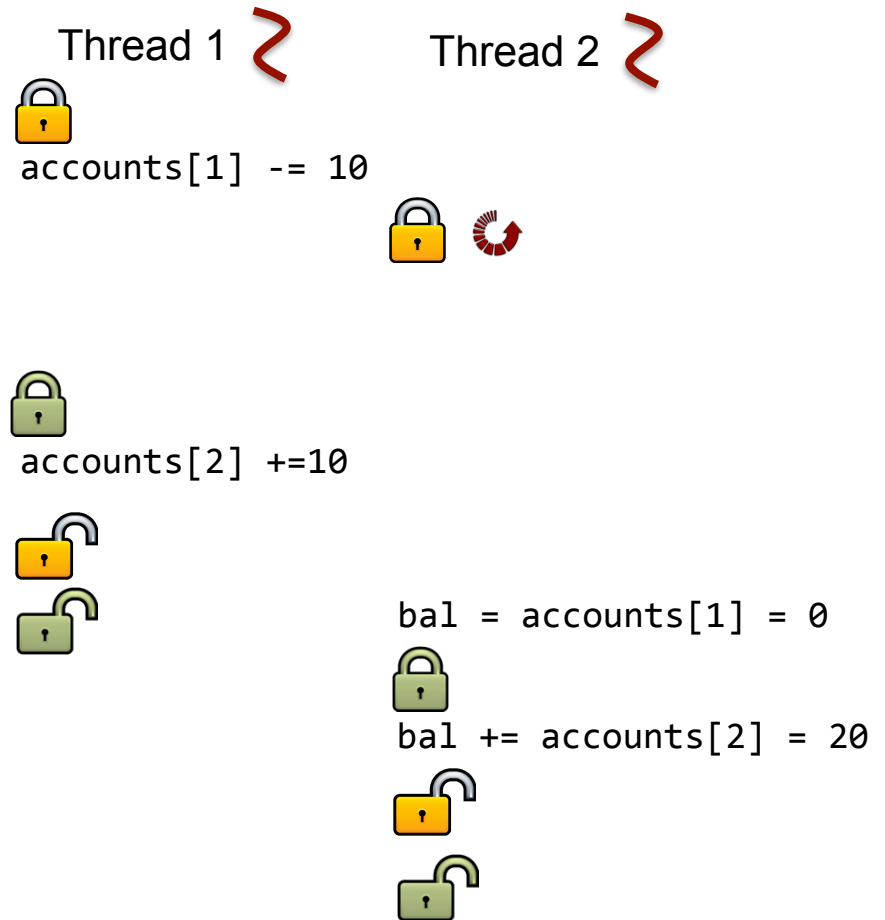 Thread 1
Thread 2
accounts[1] -= 10
accounts[2] +=10
bal = accounts[1] = 0
bal += accounts[2] = 20